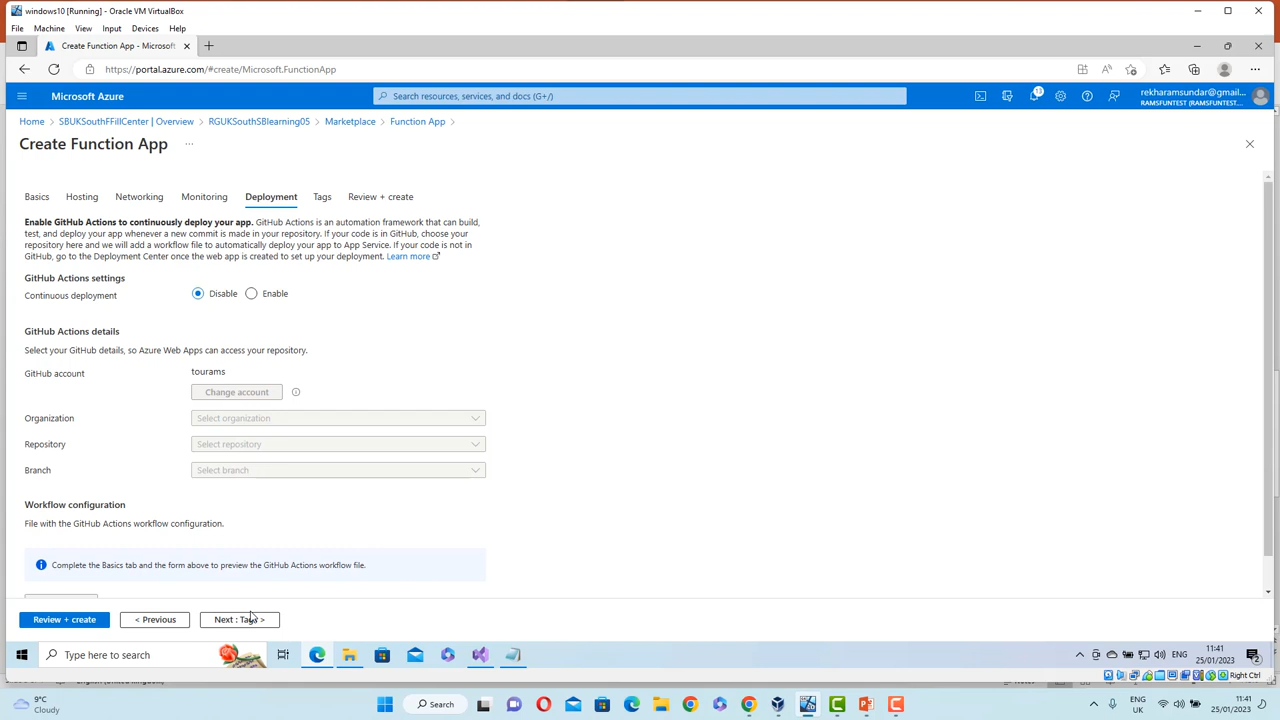 windows10 [Running] - Oracle VM VirtualBox
File Machine View Input Devices Help
Create Function App - Microsoft
https://portal.azure.com/#create/Microsoft.FunctionApp
Microsoft Azure
Search resources, services, and docs (G+/)
13
rekharamsundar@gmail...
RAMSFUNTEST
Home > SBUKSouthFFillCenter | Overview > RGUKSouthSBlearning05 > Marketplace > Function App >
Create Function App ...
Basics Hosting Networking Monitoring Deployment Tags Review + create
Enable GitHub Actions to continuously deploy your app. GitHub Actions is an automation framework that can build,
test, and deploy your app whenever a new commit is made in your repository. If your code is in GitHub, choose your
repository here and we will add a workflow file to automatically deploy your app to App Service. If your code is not in
GitHub, go to the Deployment Center once the web app is created to set up your deployment. Learn more
GitHub Actions settings
Continuous deployment Disable Enable
GitHub Actions details
Select your GitHub details, so Azure Web Apps can access your repository.
GitHub account tourams
Change account
Organization Select organization
Repository Select repository
Branch Select branch
Workflow configuration
File with the GitHub Actions workflow configuration.
Complete the Basics tab and the form above to preview the GitHub Actions workflow file.
Review + create < Previous Next : Tags >
Type here to search
ENG
11:41
25/01/2023
2
Right Ctrl
9°C
Cloudy
Search
ENG
UK
11:41
25/01/2023